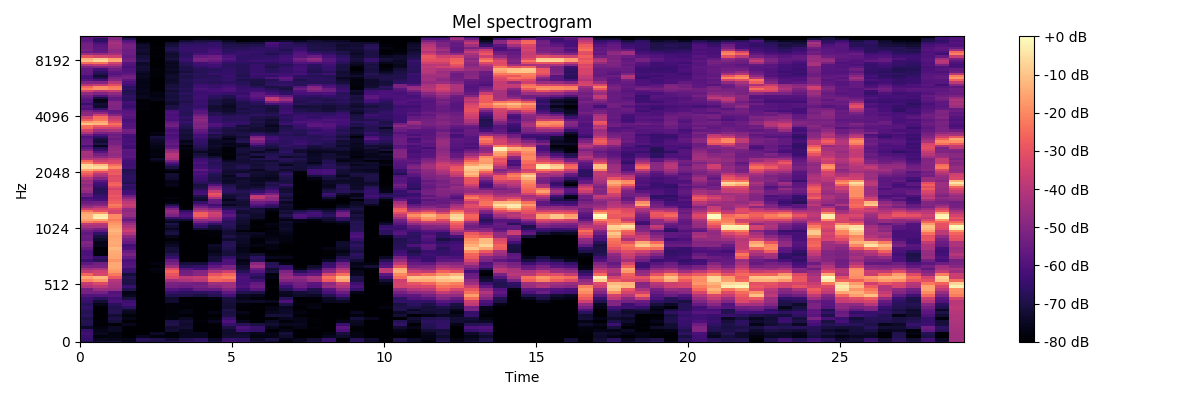 Mel spectrogram
Hz
8192
4096
2048
1024
512
0
0 5 10 15 20 25
Time
+0 dB
-10 dB
-20 dB
-30 dB
-40 dB
-50 dB
-60 dB
-70 dB
-80 dB